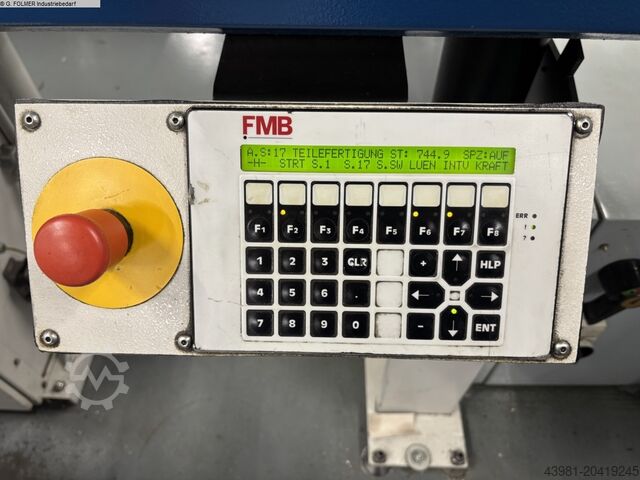 © G. FOLMER Industriebedarf
FMB
A.S:17 TEILEFERTIGUNG ST: 744.9 SPZ:AUF
-H- STRT S.1 S.17 S.SW LUEN INTV KRAFT
F1 F2 F3 F4 F5 F6 F7 F8
ERR
!
?
1 2 3 CLR + HLP
4 5 6 .
7 8 9 0 - ENT
43981-20419245